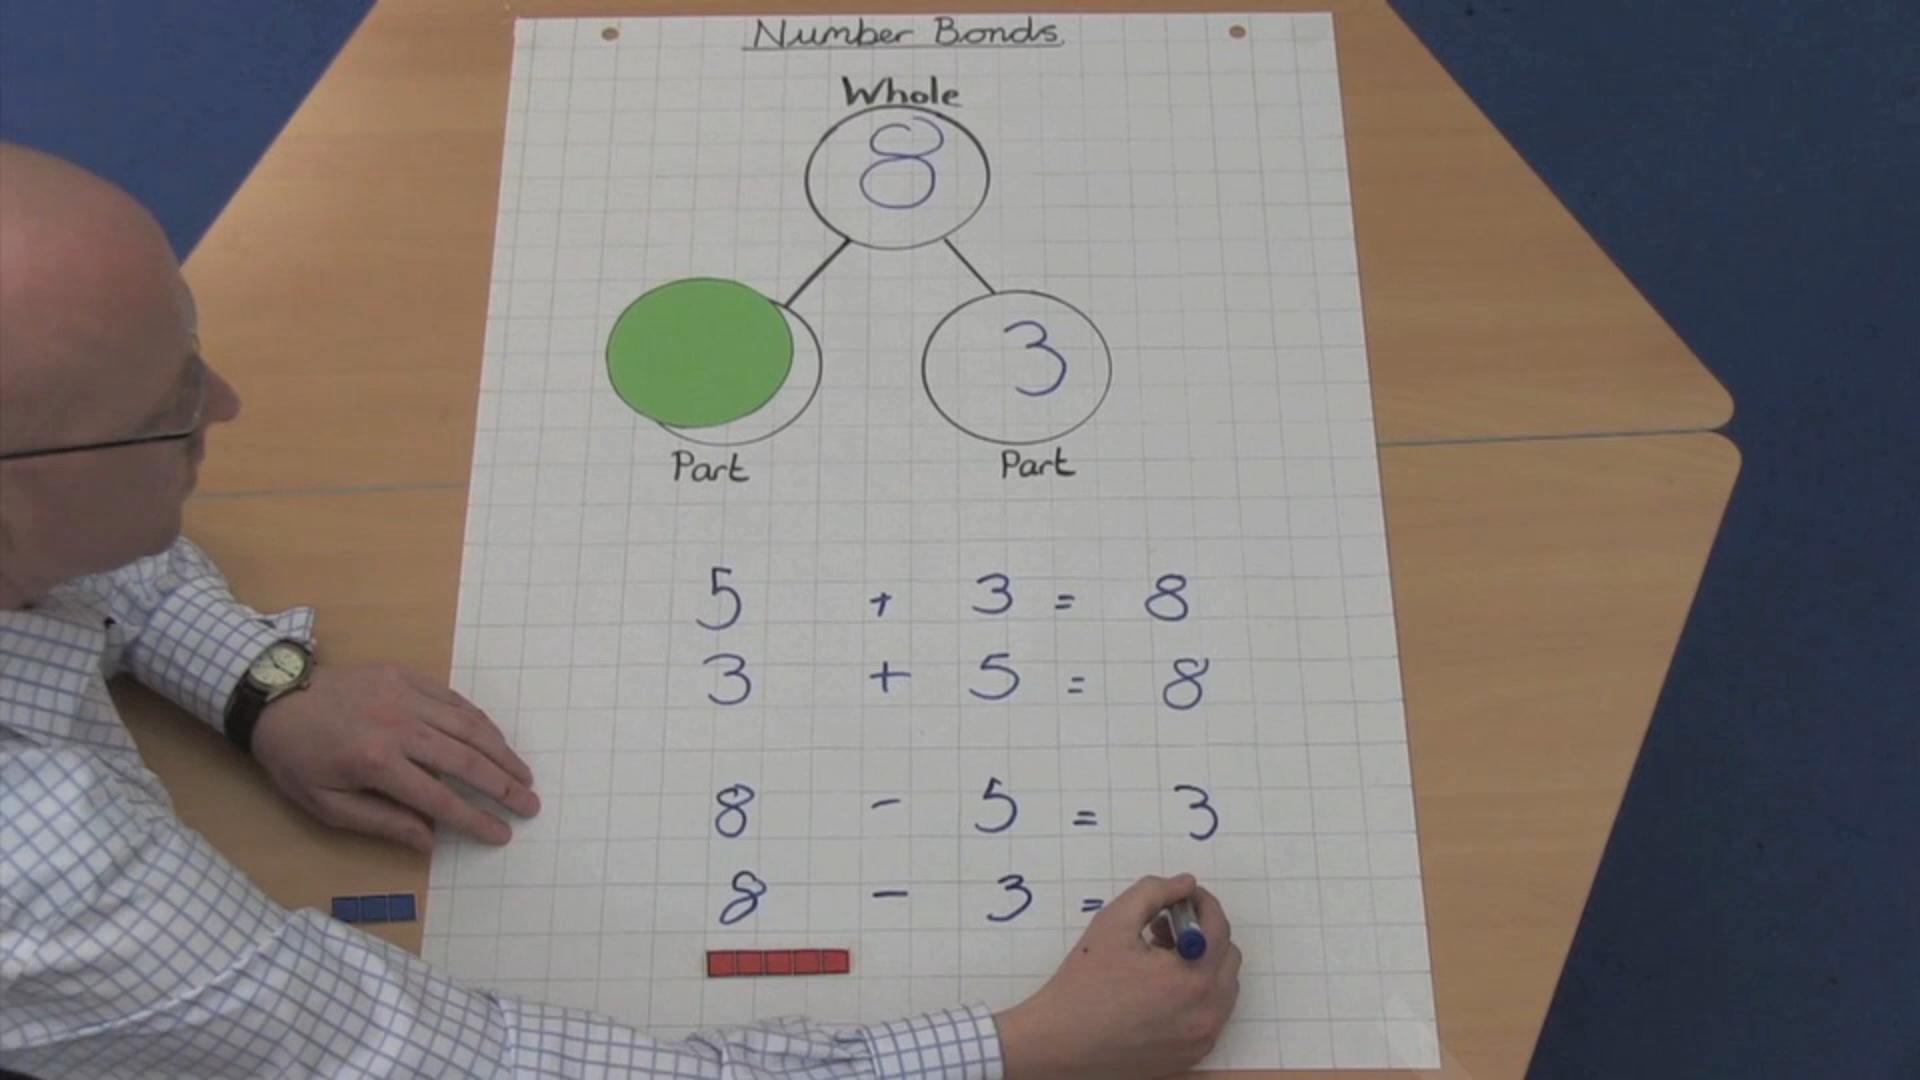 Number Bonds
Whole
8
3
Part Part
5 + 3 = 8
3 + 5 = 8
8 - 5 = 3
8 - 3 =